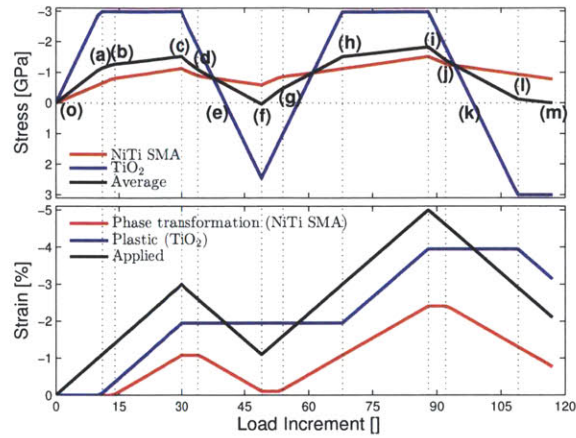 Stress [GPa]
-3
-2
-1
0
1
2
3
(o)
(a)
(b)
(c)
(d)
(e)
(f)
(g)
(h)
(i)
(j)
(k)
(l)
(m)
NiTi SMA
TiO2
Average
Strain [%]
-5
-4
-3
-2
-1
0
Phase transformation (NiTi SMA)
Plastic (TiO2)
Applied
0 15 30 45 60 75 90 105 120
Load Increment []